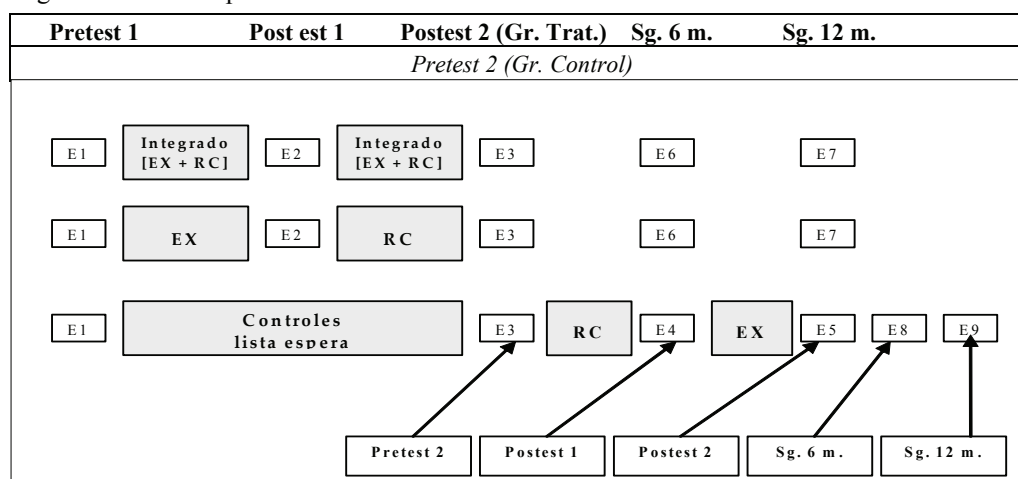 Pretest 1 Post est 1 Postest 2 (Gr. Trat.) Sg. 6 m. Sg. 12 m.
Pretest 2 (Gr. Control)
E1 Integrado [EX + RC] E2 Integrado [EX + RC] E3 E6 E7
E1 EX E2 RC E3 E6 E7
E1 Controles lista espera E3 RC E4 EX E5 E8 E9
Pretest 2 Postest 1 Postest 2 Sg. 6 m. Sg. 12 m.